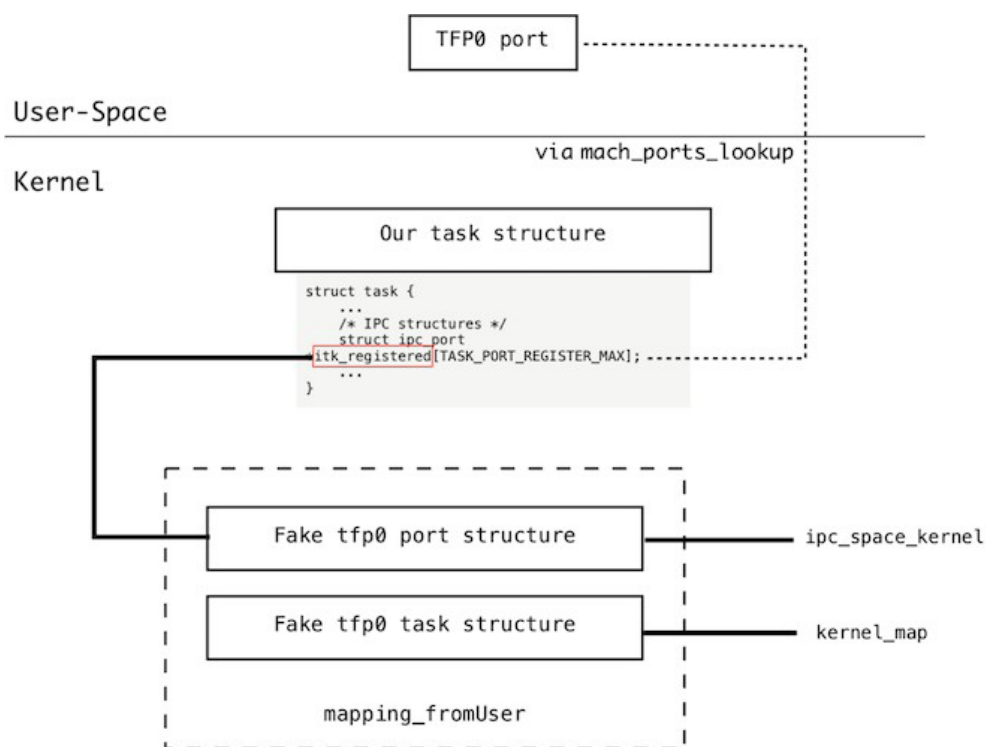 TFP0 port
User-Space
via mach_ports_lookup
Kernel
Our task structure
struct task {
...
/* IPC structures */
struct ipc_port
itk_registered[TASK_PORT_REGISTER_MAX];
...
}
Fake tfp0 port structure
ipc_space_kernel
Fake tfp0 task structure
kernel_map
mapping_fromUser